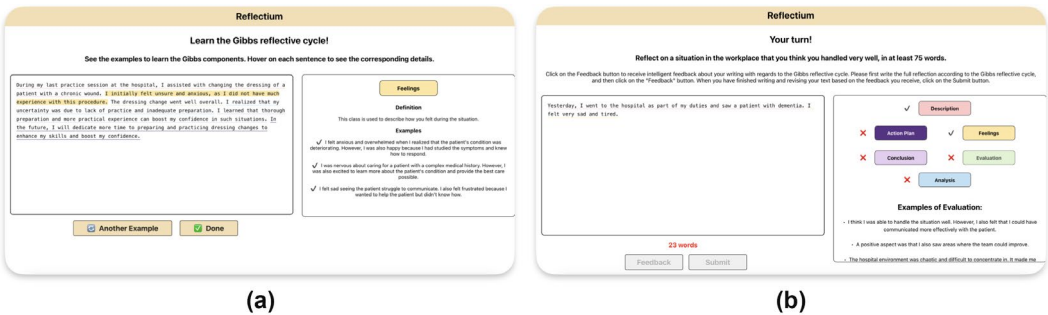 Reflectium
Learn the Gibbs reflective cycle!
See the examples to learn the Gibbs components. Hover on each sentence to see the corresponding details.
During my last practice session at the hospital, I assisted with changing the dressing of a
patient with a chronic wound. I initially felt unsure and anxious, as I did not have much
experience with this procedure. The dressing change went well overall. I realized that my
uncertainty was due to lack of practice and inadequate preparation. I learned that thorough
preparation and more practical experience can boost my confidence in such situations. In
the future, I will dedicate more time to preparing and practicing dressing changes to
enhance my skills and boost my confidence.
Feelings
Definition
This class is used to describe how you felt during the situation.
Examples
✓ I felt anxious and overwhelmed when I realized that the patient's condition was
deteriorating. However, I was also happy because I had studied the symptoms and knew
how to respond.
✓ I was nervous about caring for a patient with a complex medical history. However, I
was also excited to learn more about the patient's condition and provide the best care
possible.
✓ I felt sad seeing the patient struggle to communicate. I also felt frustrated because I
wanted to help the patient but didn't know how.
Another Example
Done
(a)
Reflectium
Your turn!
Reflect on a situation in the workplace that you think you handled very well, in at least 75 words.
Click on the Feedback button to receive intelligent feedback about your writing with regards to the Gibbs reflective cycle. Please first write the full reflection according to the Gibbs reflective cycle,
and then click on the "Feedback" button. When you have finished writing and revising your text based on the feedback you receive, click on the Submit button.
Yesterday, I went to the hospital as part of my duties and saw a patient with dementia. I
felt very sad and tired.
23 words
Feedback
Submit
✓ Description
✗ Action Plan
✓ Feelings
✗ Conclusion
✗ Evaluation
✗ Analysis
Examples of Evaluation:
- I think I was able to handle the situation well. However, I also felt that I could have
communicated more effectively with the patient.
- A positive aspect was that I also saw areas where the team could improve.
- The hospital environment was chaotic and difficult to concentrate in. It made me
(b)